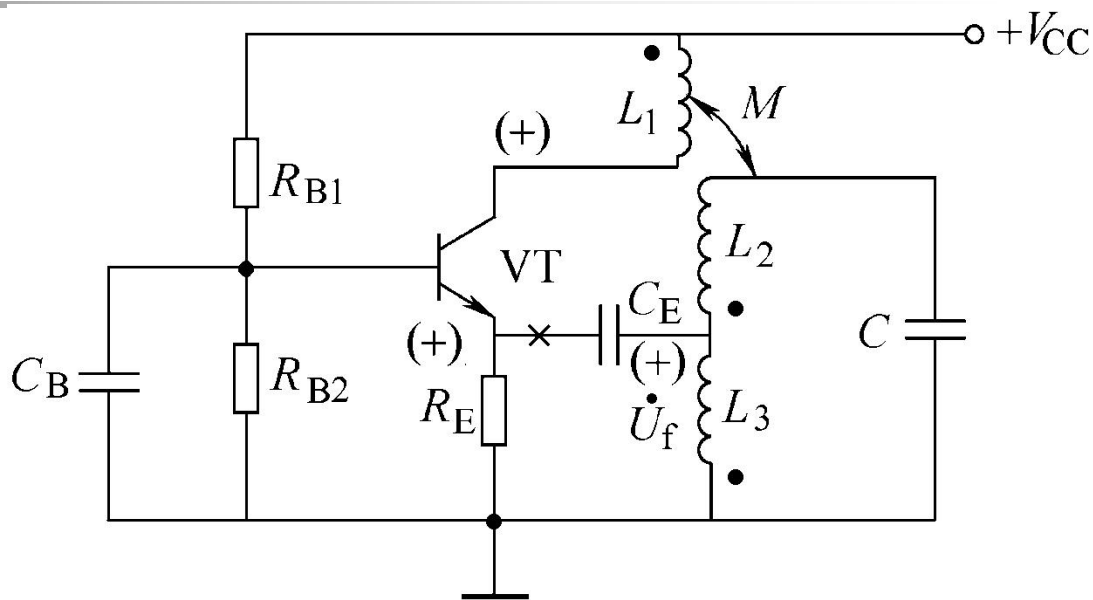 +V_CC
L_1
M
(+)
R_B1
L_2
VT
C_E
C
(+)
(+)
C_B
R_B2
R_E
U̇_f
L_3